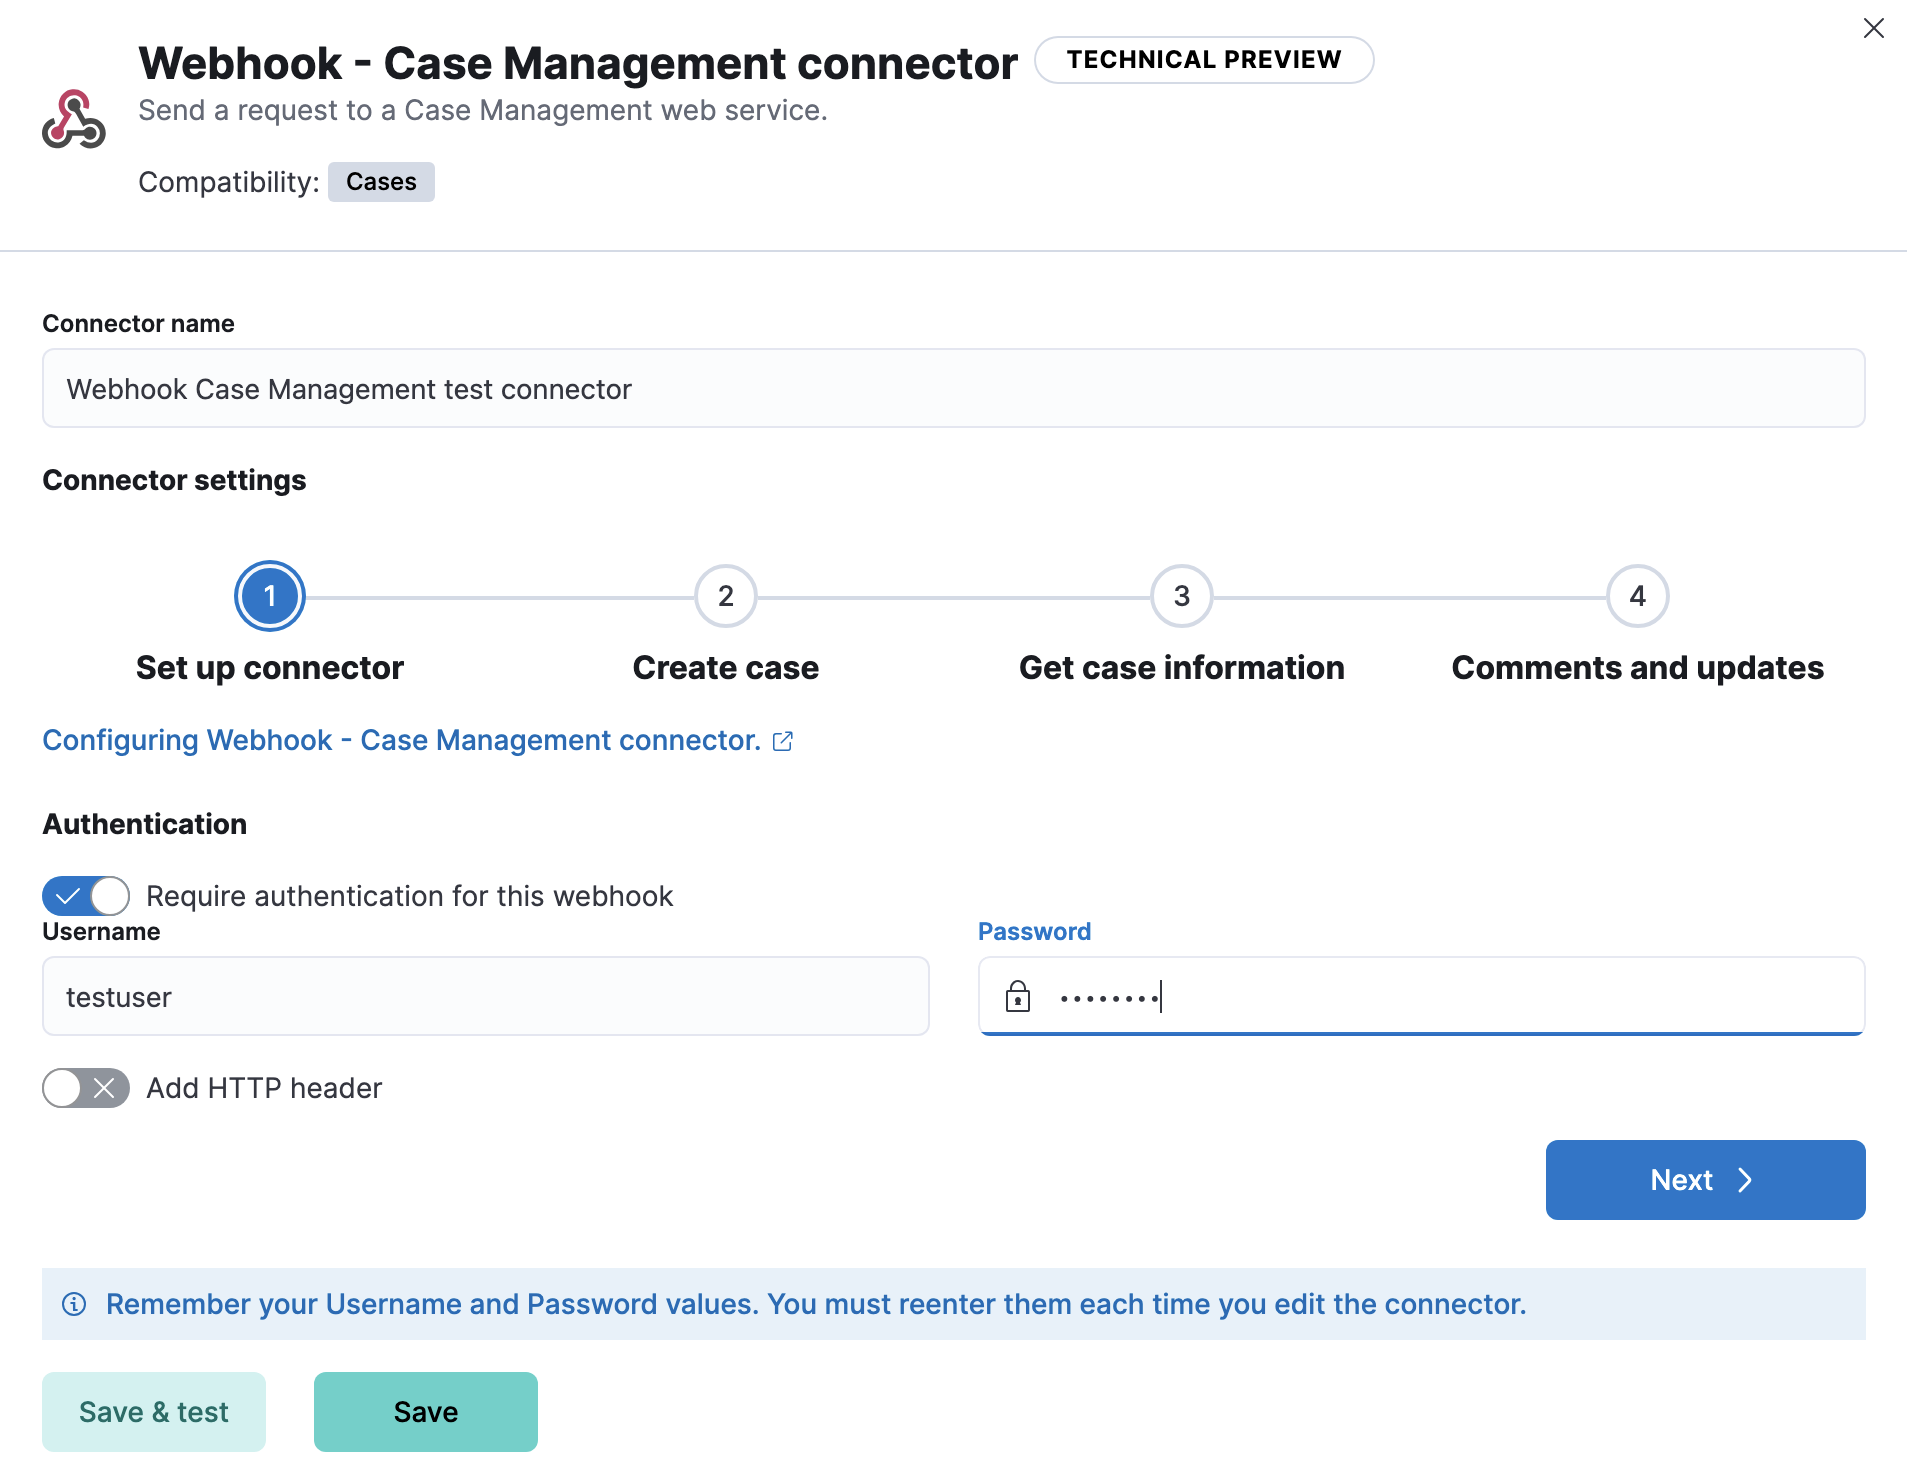 Webhook - Case Management connector TECHNICAL PREVIEW
Send a request to a Case Management web service.
Compatibility: Cases
Connector name
Webhook Case Management test connector
Connector settings
1 2 3 4
Set up connector Create case Get case information Comments and updates
Configuring Webhook - Case Management connector.
Authentication
Require authentication for this webhook
Username Password
testuser ••••••••
Add HTTP header
Next
Remember your Username and Password values. You must reenter them each time you edit the connector.
Save & test Save